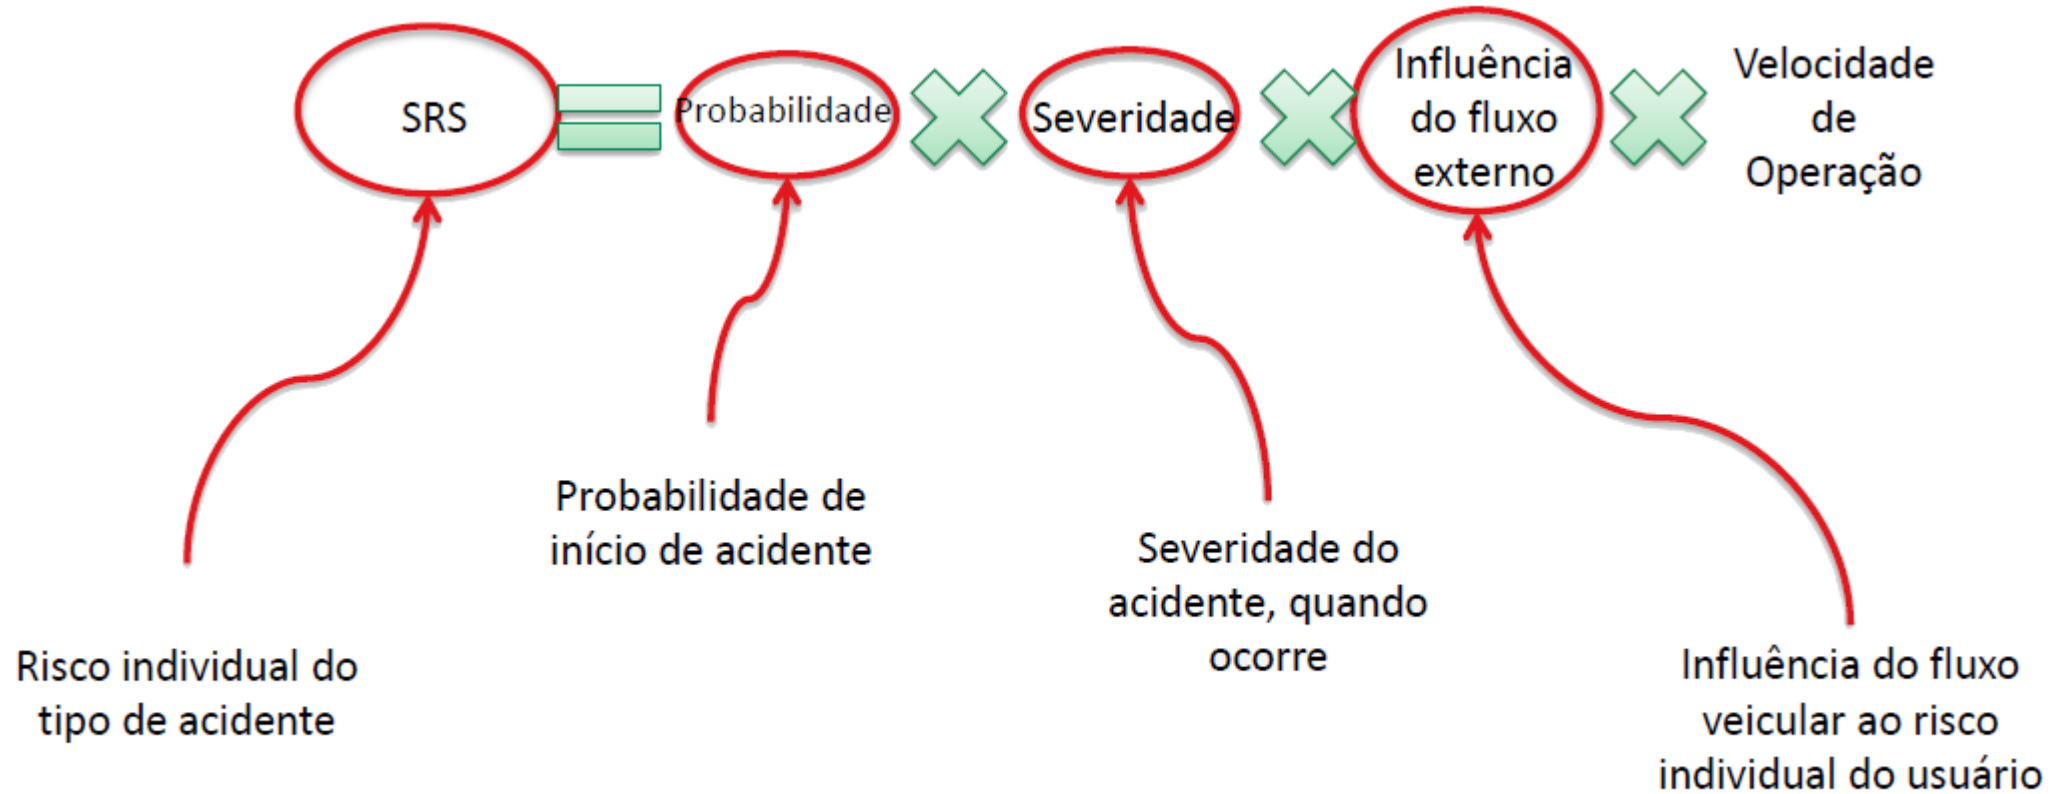 SRS
Probabilidade
Severidade
Influência
do fluxo
externo
Velocidade
de
Operação
Risco individual do
tipo de acidente
Probabilidade de
início de acidente
Severidade do
acidente, quando
ocorre
Influência do fluxo
veicular ao risco
individual do usuário